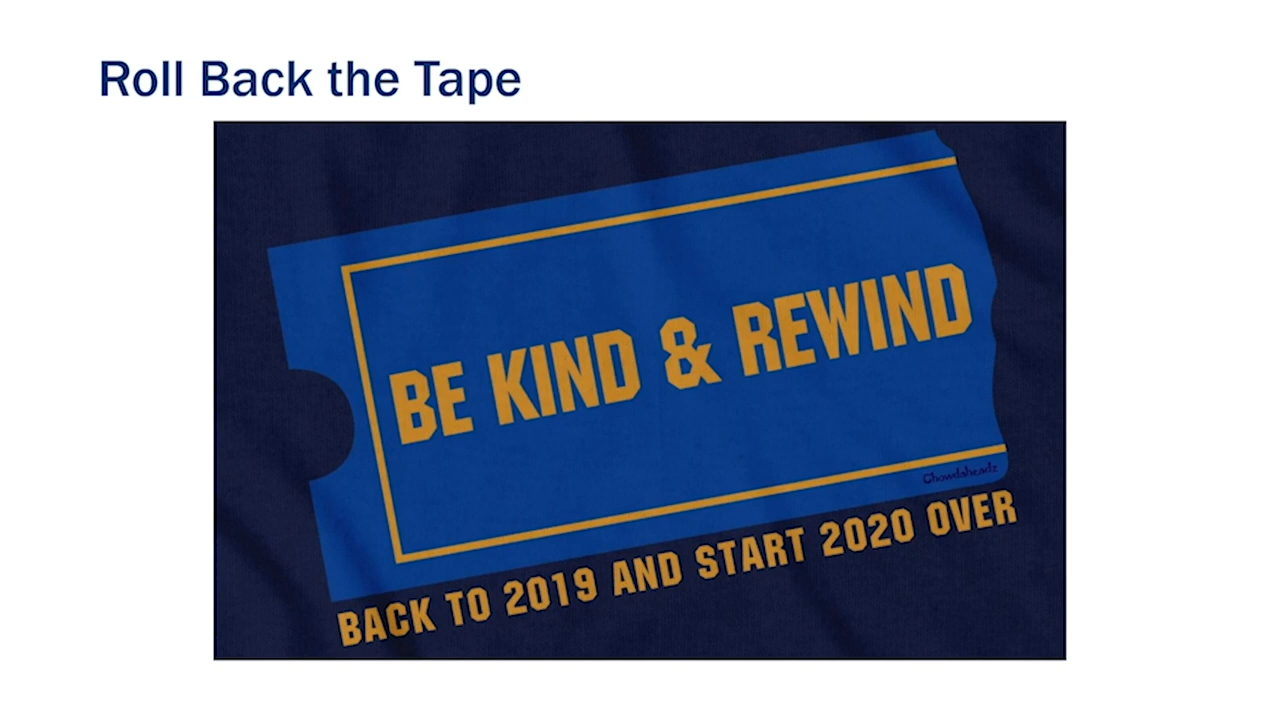 Roll Back the Tape
BE KIND & REWIND
Chowdaheadz
BACK TO 2019 AND START 2020 OVER